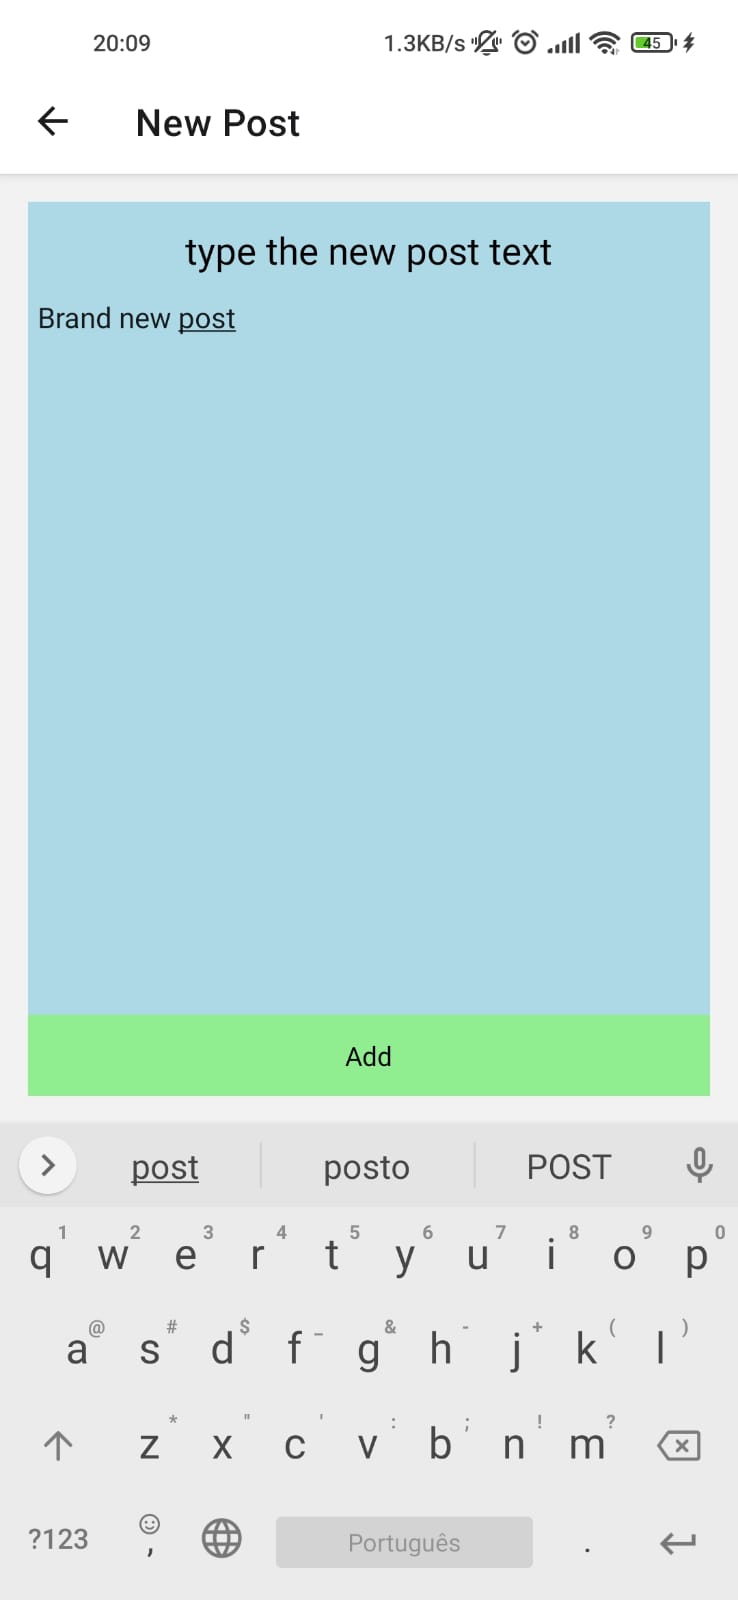 20:09 1.3KB/s 45
New Post
type the new post text
Brand new post
Add
post posto POST
1 2 3 4 5 6 7 8 9 0
q w e r t y u i o p
@ # $ _ & - + ( )
a s d f g h j k l
* " ' : ; ! ?
z x c v b n m
?123 , Português .